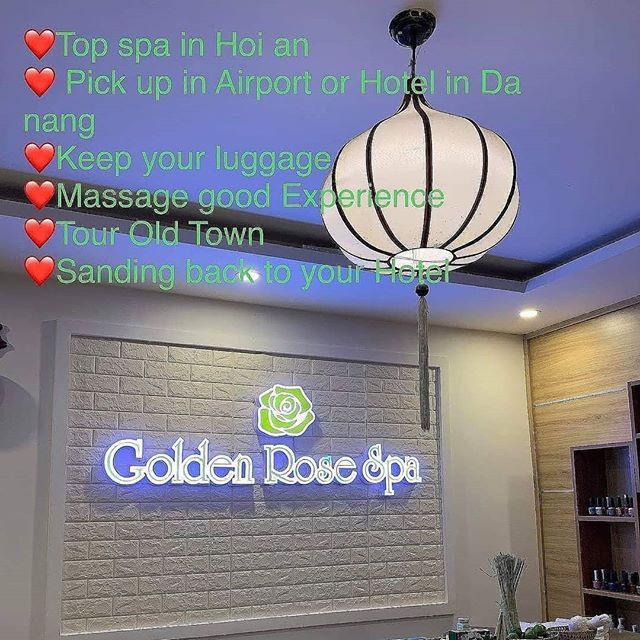 ❤️Top spa in Hoi an
❤️ Pick up in Airport or Hotel in Da
nang
❤️Keep your luggage
❤️Massage good Experience
❤️Tour Old Town
❤️Sanding back to your Hotel
Golden Rose Spa